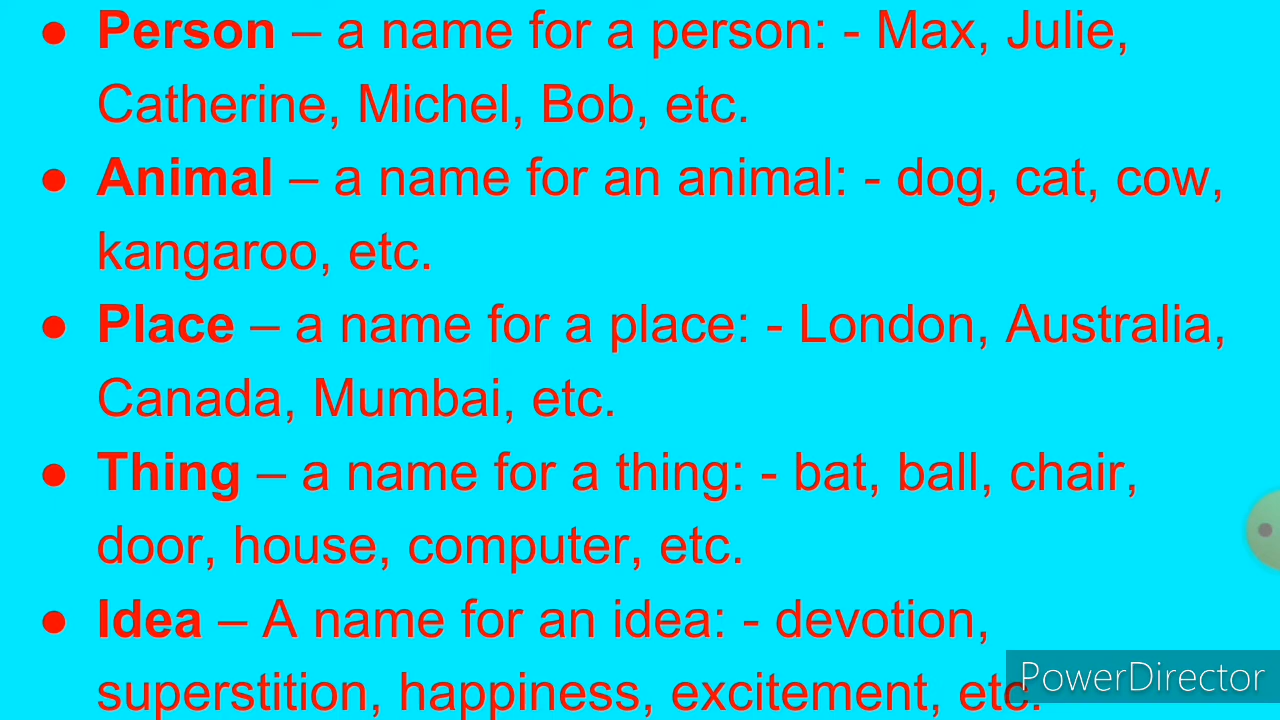 ● Person – a name for a person: - Max, Julie,
Catherine, Michel, Bob, etc.
● Animal – a name for an animal: - dog, cat, cow,
kangaroo, etc.
● Place – a name for a place: - London, Australia,
Canada, Mumbai, etc.
● Thing – a name for a thing: - bat, ball, chair,
door, house, computer, etc.
● Idea – A name for an idea: - devotion,
superstition, happiness, excitement, etc.
PowerDirector